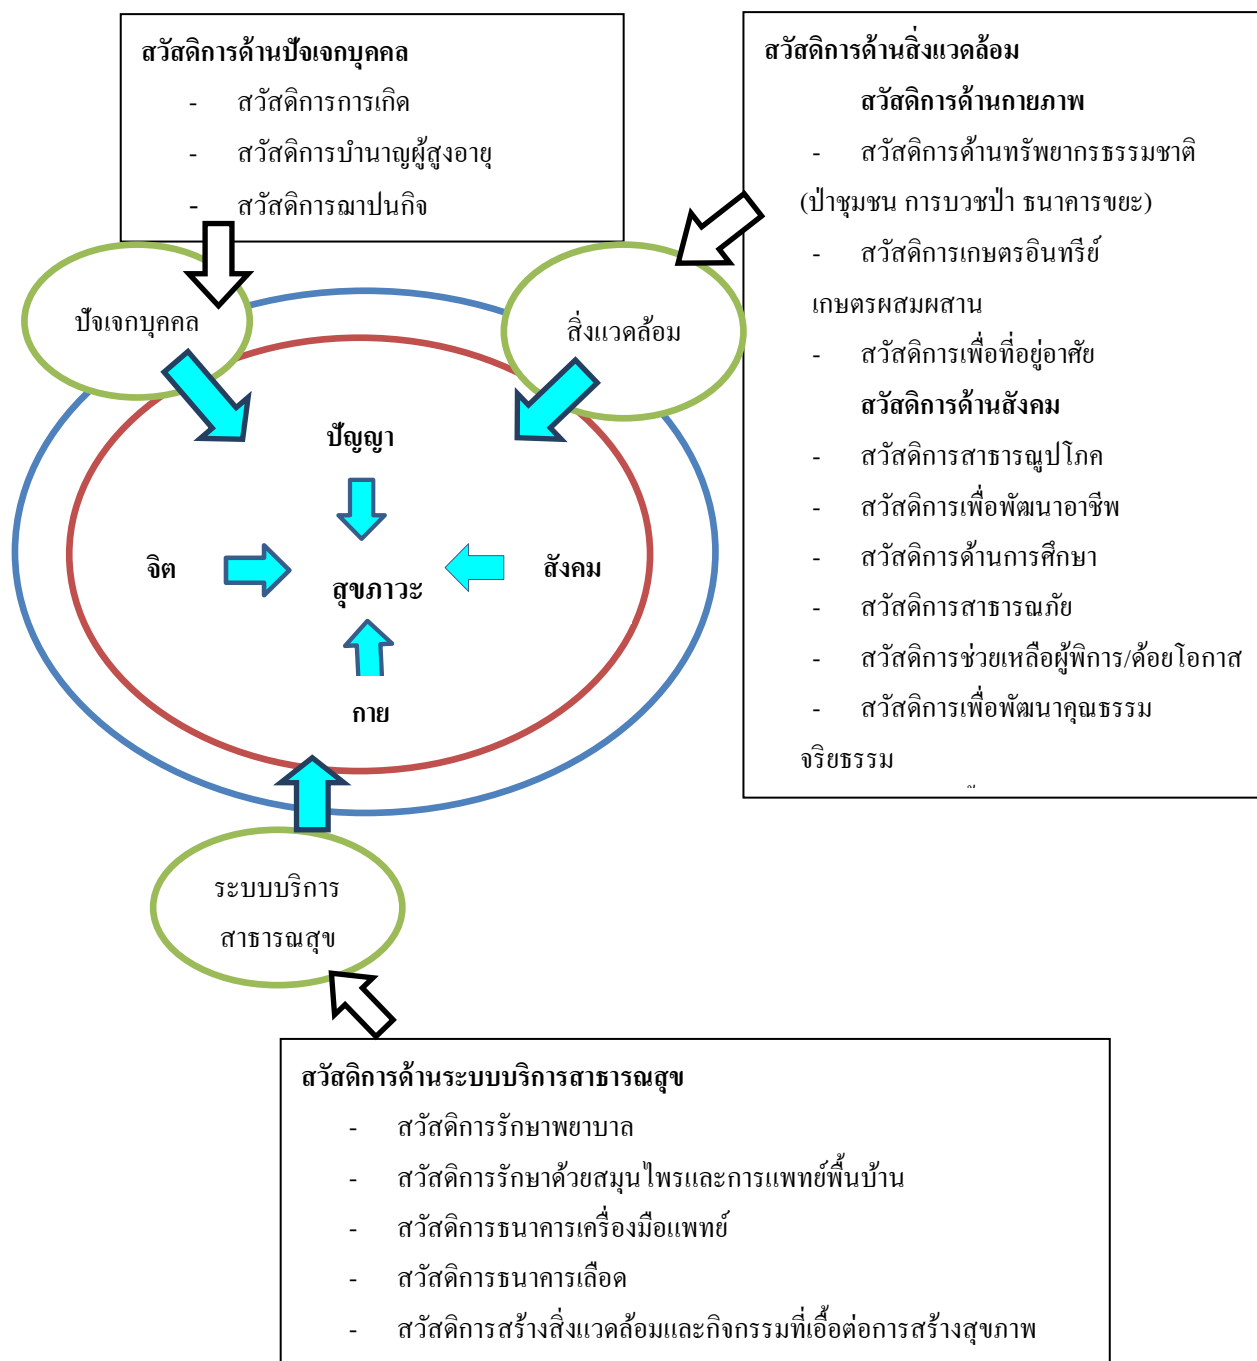 สวัสดิการด้านปัจเจกบุคคล
- สวัสดิการการเกิด
- สวัสดิการบำนาญผู้สูงอายุ
- สวัสดิการฌาปนกิจ
สวัสดิการด้านสิ่งแวดล้อม
สวัสดิการด้านกายภาพ
- สวัสดิการด้านทรัพยากรธรรมชาติ
(ป่าชุมชน การบวชป่า ธนาคารขยะ)
- สวัสดิการเกษตรอินทรีย์
เกษตรผสมผสาน
- สวัสดิการเพื่อที่อยู่อาศัย
สวัสดิการด้านสังคม
- สวัสดิการสาธารณูปโภค
- สวัสดิการเพื่อพัฒนาอาชีพ
- สวัสดิการด้านการศึกษา
- สวัสดิการสาธารณภัย
- สวัสดิการช่วยเหลือผู้พิการ/ด้อยโอกาส
- สวัสดิการเพื่อพัฒนาคุณธรรม
จริยธรรม
ปัจเจกบุคคล
สิ่งแวดล้อม
ปัญญา
จิต
สุขภาวะ
สังคม
กาย
ระบบบริการ
สาธารณสุข
สวัสดิการด้านระบบบริการสาธารณสุข
- สวัสดิการรักษาพยาบาล
- สวัสดิการรักษาด้วยสมุนไพรและการแพทย์พื้นบ้าน
- สวัสดิการธนาคารเครื่องมือแพทย์
- สวัสดิการธนาคารเลือด
- สวัสดิการสร้างสิ่งแวดล้อมและกิจกรรมที่เอื้อต่อการสร้างสุขภาพ